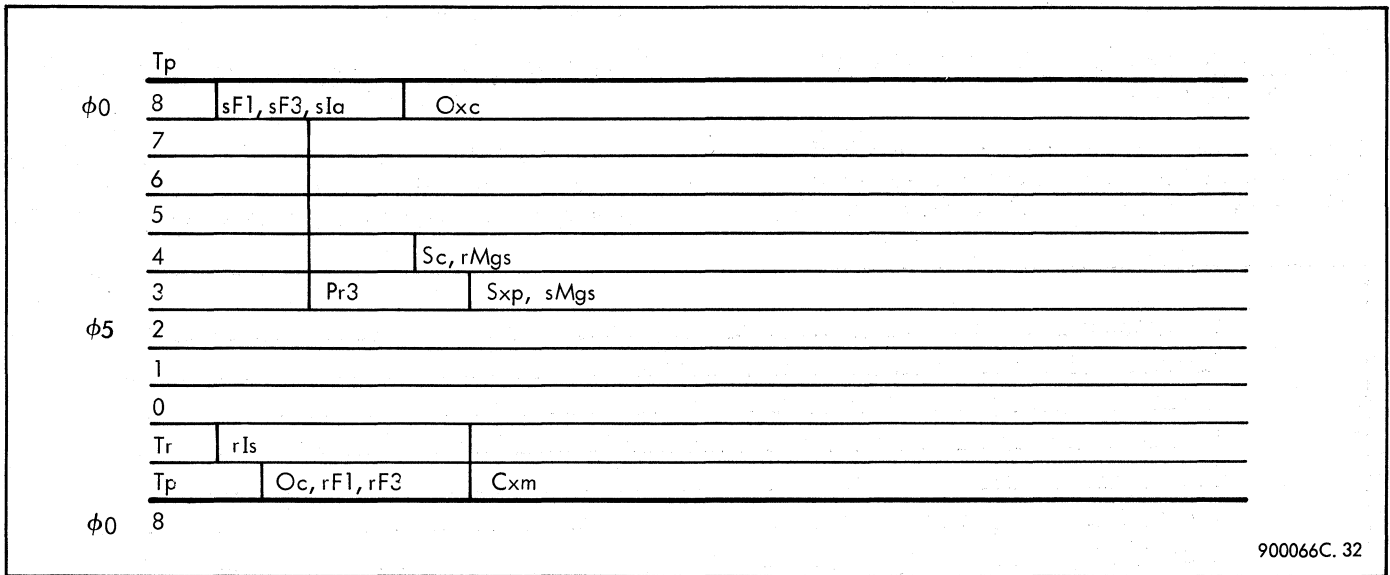 Tp
ϕ0 8 sF1, sF3, sIa Oxc
7
6
5
4 Sc, rMgs
3 Pr3 Sxp, sMgs
ϕ5 2
1
0
Tr rIs
Tp Oc, rF1, rF3 Cxm
ϕ0 8
900066C. 32